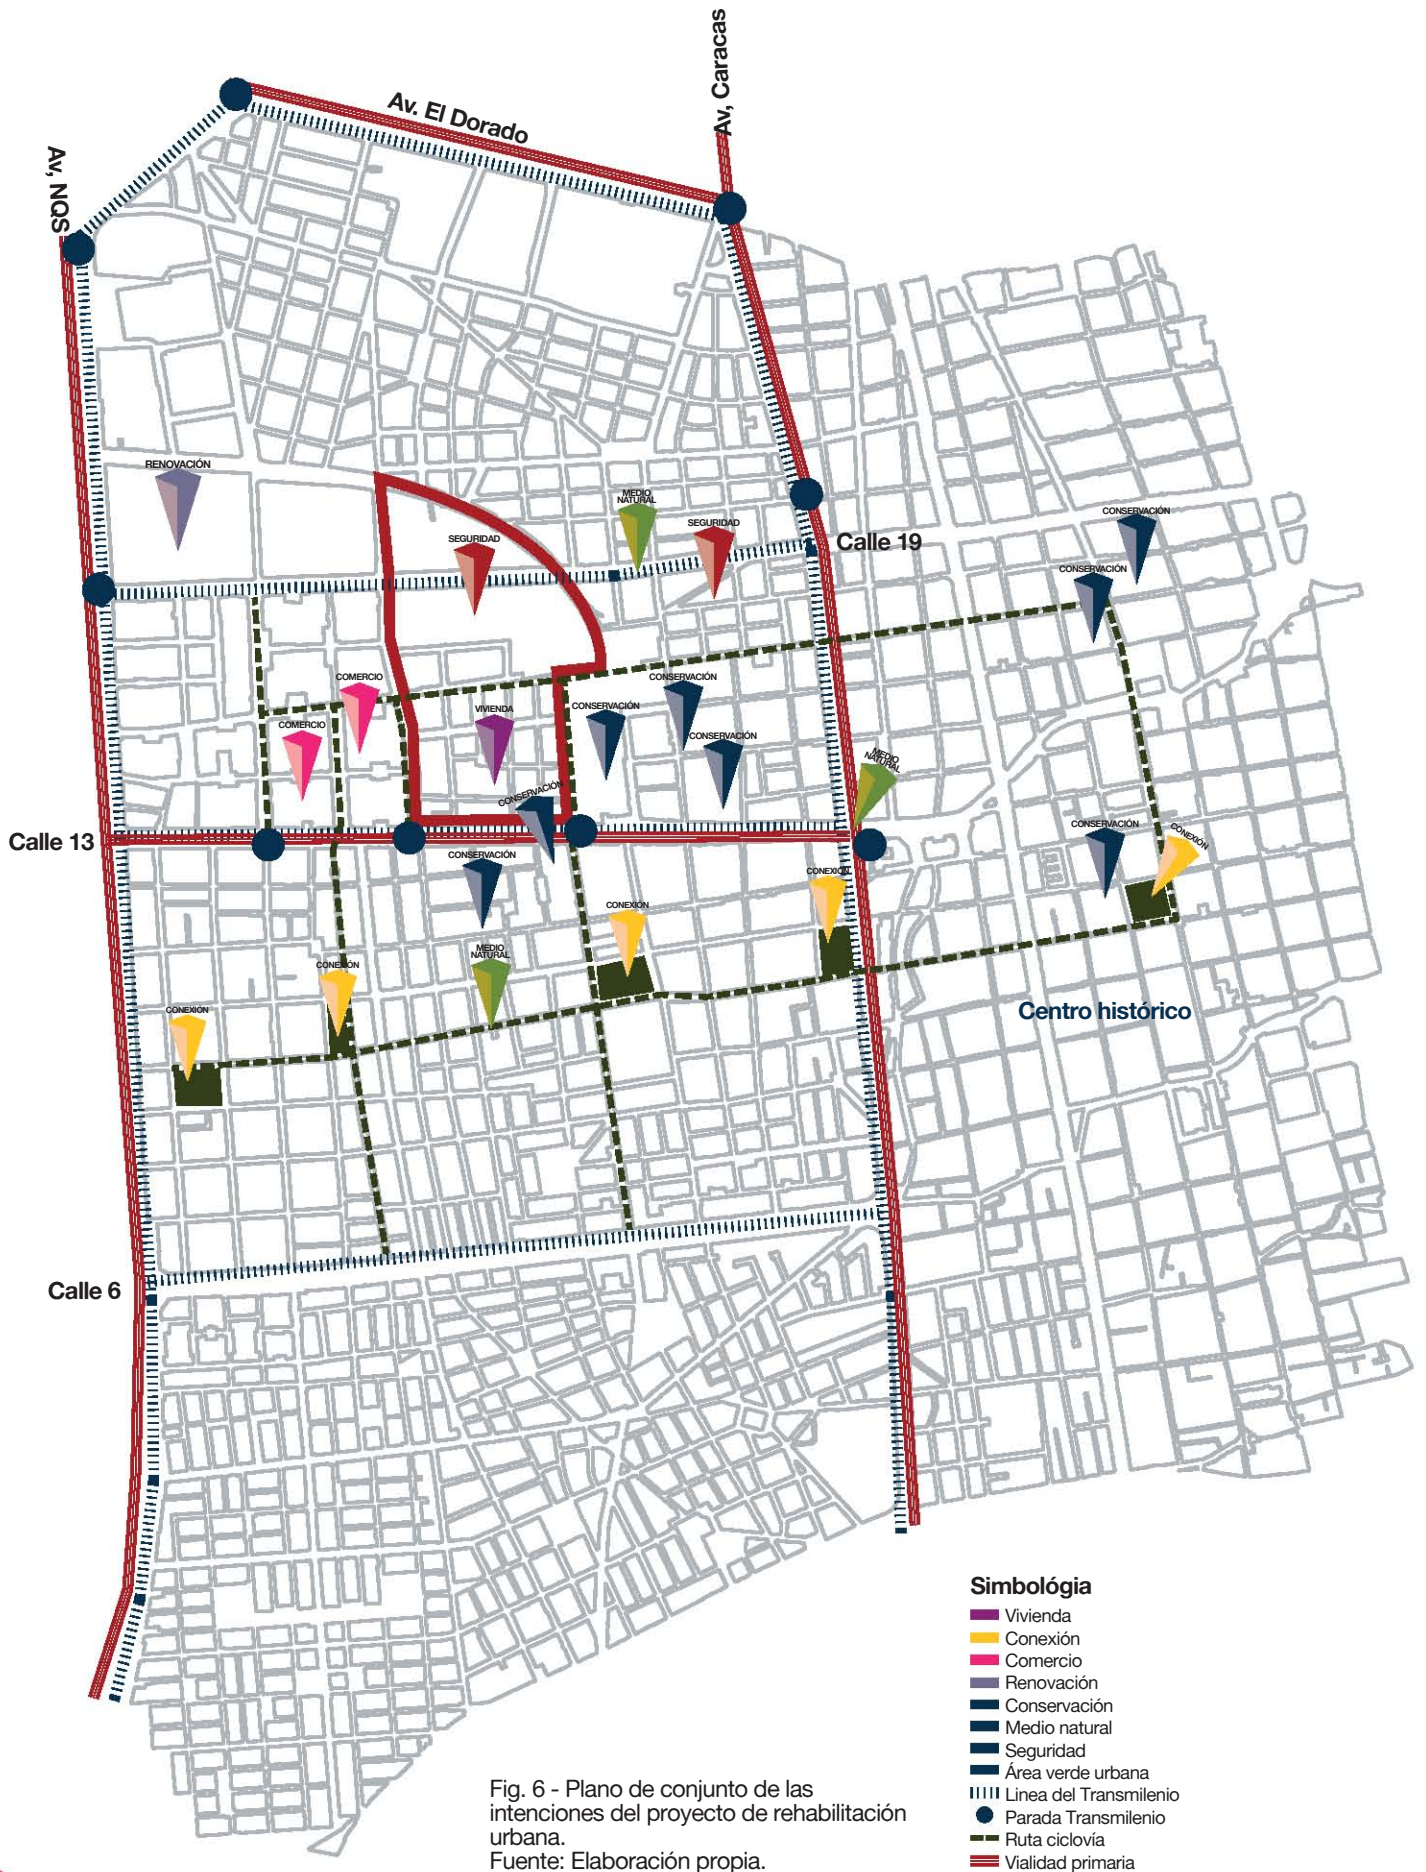 Av, Caracas
Av. El Dorado
Av, NQS
RENOVACIÓN
MEDIO
NATURAL
SEGURIDAD
SEGURIDAD
CONSERVACIÓN
Calle 19
CONSERVACIÓN
COMERCIO
CONSERVACIÓN
VIVIENDA
CONSERVACIÓN
COMERCIO
CONSERVACIÓN
MEDIO
NATURAL
CONSERVACIÓN
CONSERVACIÓN
CONEXIÓN
Calle 13
CONSERVACIÓN
CONEXIÓN
CONEXIÓN
MEDIO
NATURAL
CONEXIÓN
CONEXIÓN
Centro histórico
Calle 6
Simbológia
Vivienda
Conexión
Comercio
Renovación
Conservación
Medio natural
Seguridad
Área verde urbana
Linea del Transmilenio
Parada Transmilenio
Ruta ciclovía
Vialidad primaria
Fig. 6 - Plano de conjunto de las
intenciones del proyecto de rehabilitación
urbana.
Fuente: Elaboración propia.